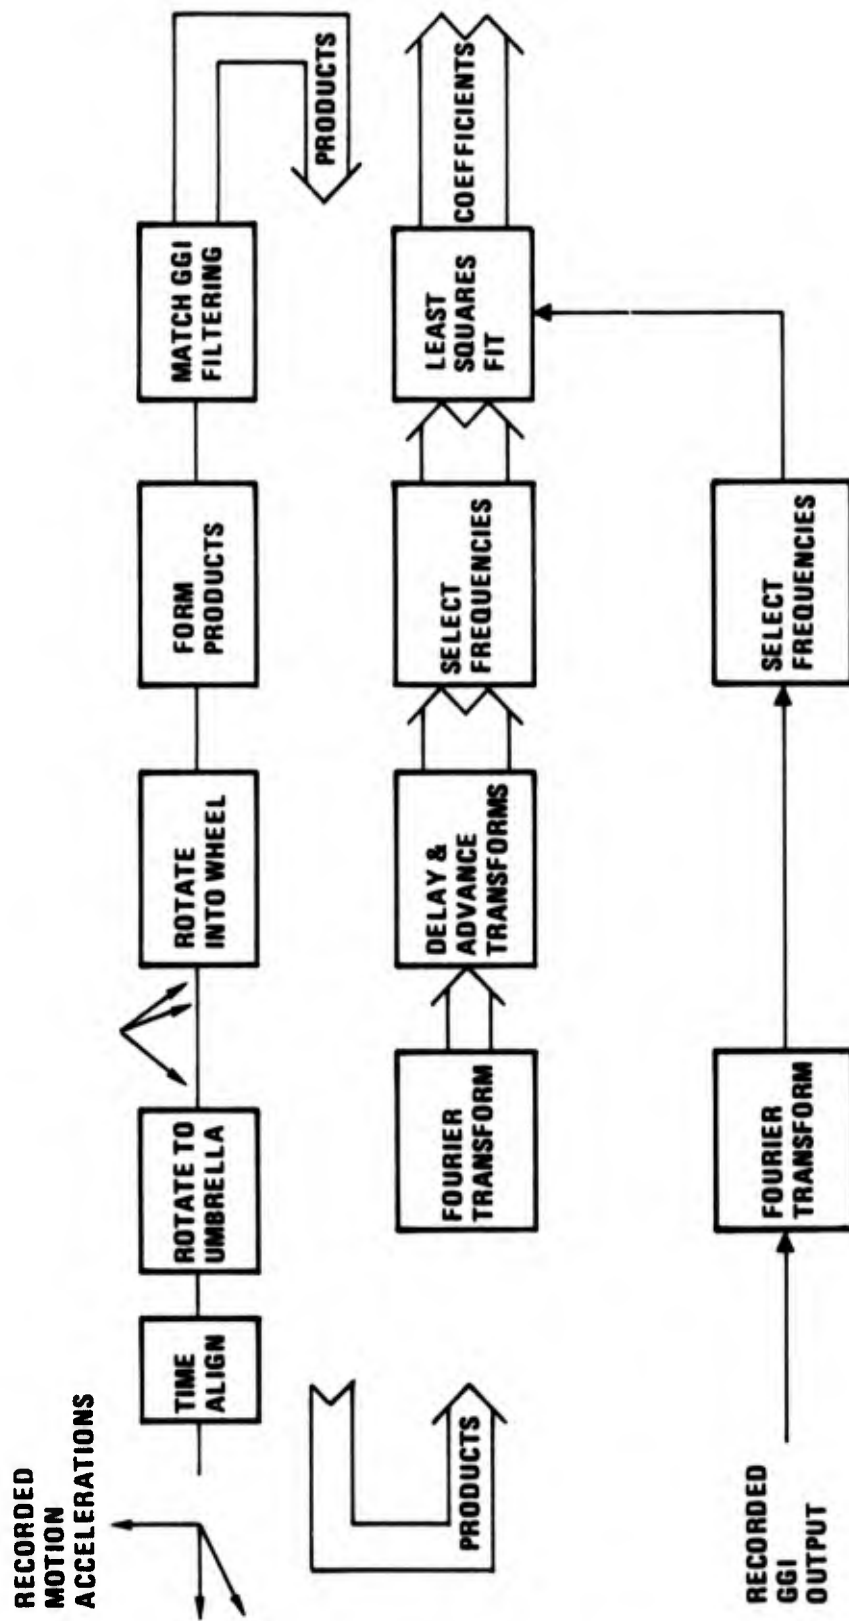 RECORDED
MOTION
ACCELERATIONS
TIME
ALIGN
ROTATE TO
UMBRELLA
ROTATE
INTO WHEEL
FORM
PRODUCTS
MATCH GGI
FILTERING
PRODUCTS
PRODUCTS
FOURIER
TRANSFORM
DELAY &
ADVANCE
TRANSFORMS
SELECT
FREQUENCIES
LEAST
SQUARES
FIT
COEFFICIENTS
RECORDED
GGI
OUTPUT
FOURIER
TRANSFORM
SELECT
FREQUENCIES